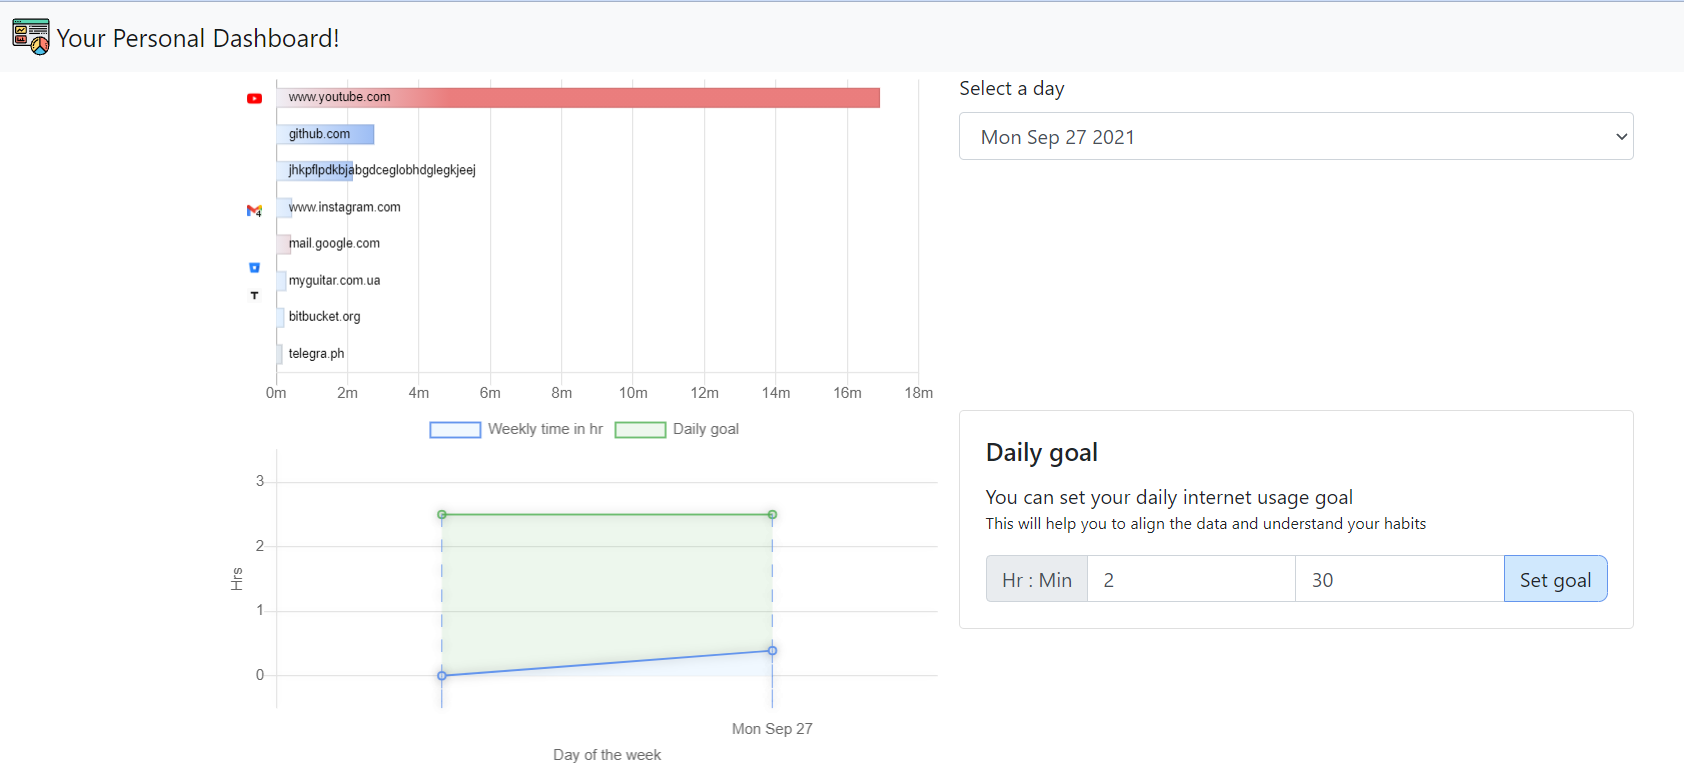 Your Personal Dashboard!
www.youtube.com
github.com
jhkpflpdkbjabgdceglobhdglegkjeej
www.instagram.com
4
mail.google.com
myguitar.com.ua
T
bitbucket.org
telegra.ph
0m 2m 4m 6m 8m 10m 12m 14m 16m 18m
Select a day
Mon Sep 27 2021
Weekly time in hr Daily goal
3
2
1
0
Hrs
Mon Sep 27
Day of the week
Daily goal
You can set your daily internet usage goal
This will help you to align the data and understand your habits
Hr : Min 2 30 Set goal